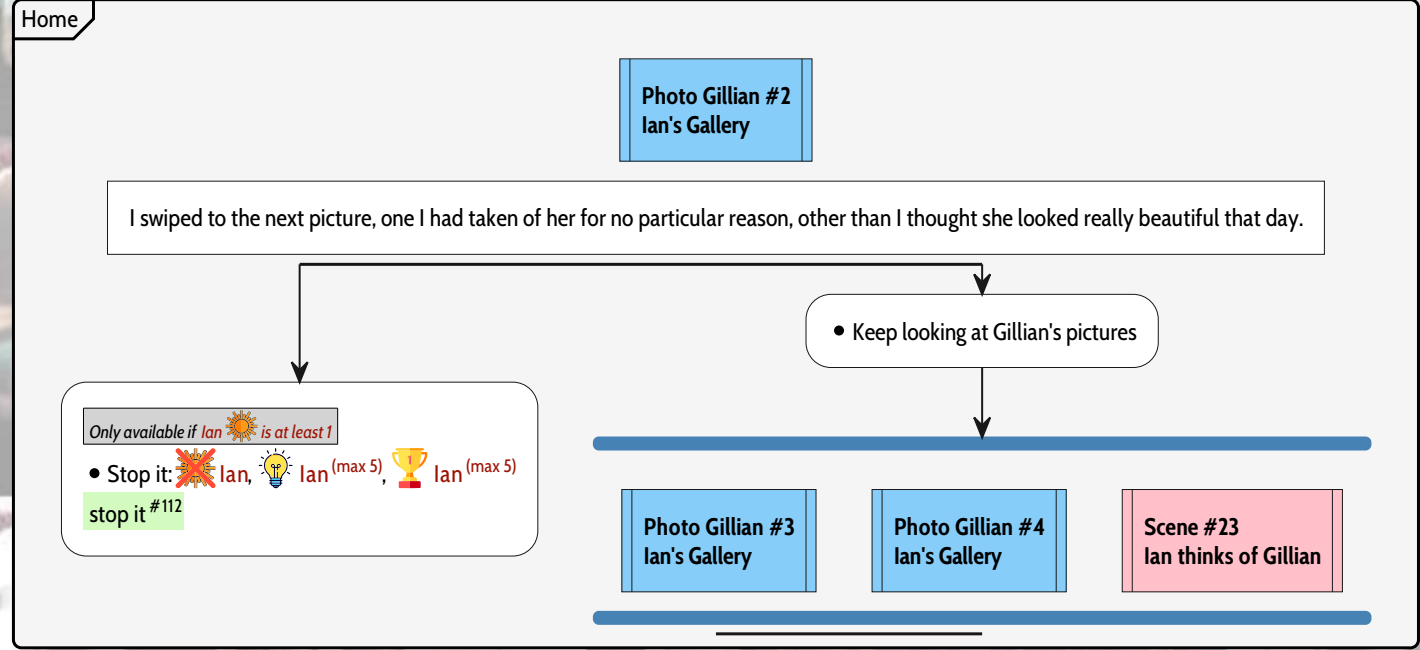 Home
Photo Gillian #2
Ian's Gallery
I swiped to the next picture, one I had taken of her for no particular reason, other than I thought she looked really beautiful that day.
• Keep looking at Gillian's pictures
Only available if Ian is at least 1
• Stop it: Ian, Ian (max 5), 1 Ian (max 5)
stop it #112
Photo Gillian #3
Ian's Gallery
Photo Gillian #4
Ian's Gallery
Scene #23
Ian thinks of Gillian